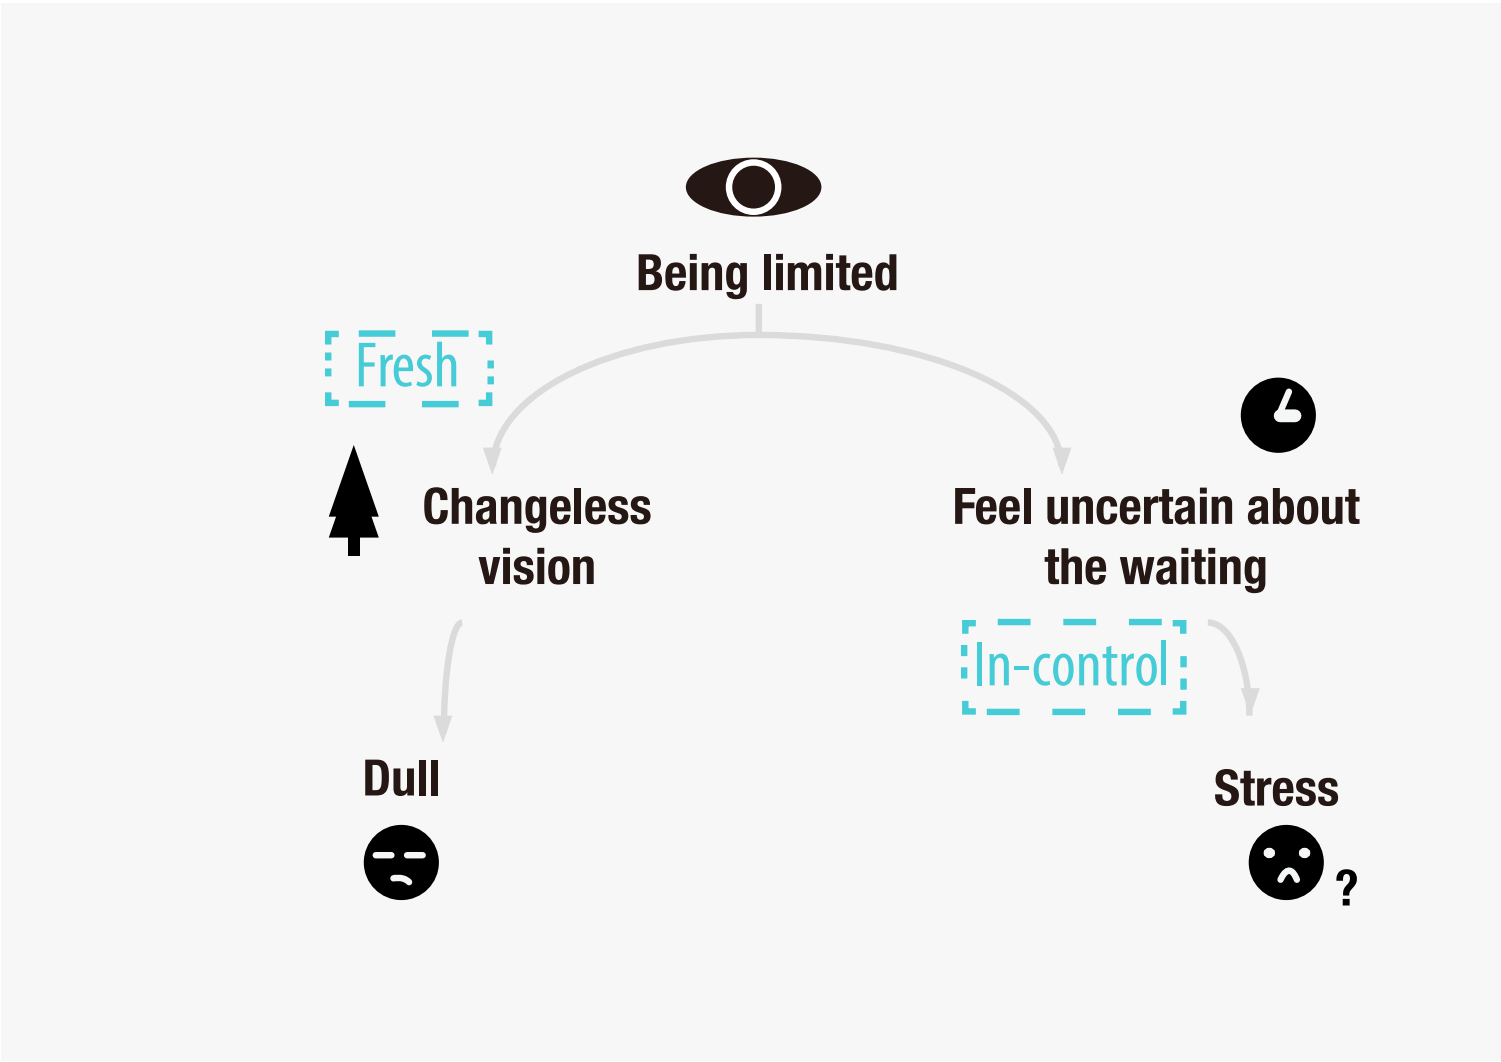 Being limited
Fresh
Changeless
vision
Feel uncertain about
the waiting
In-control
Dull
Stress
?